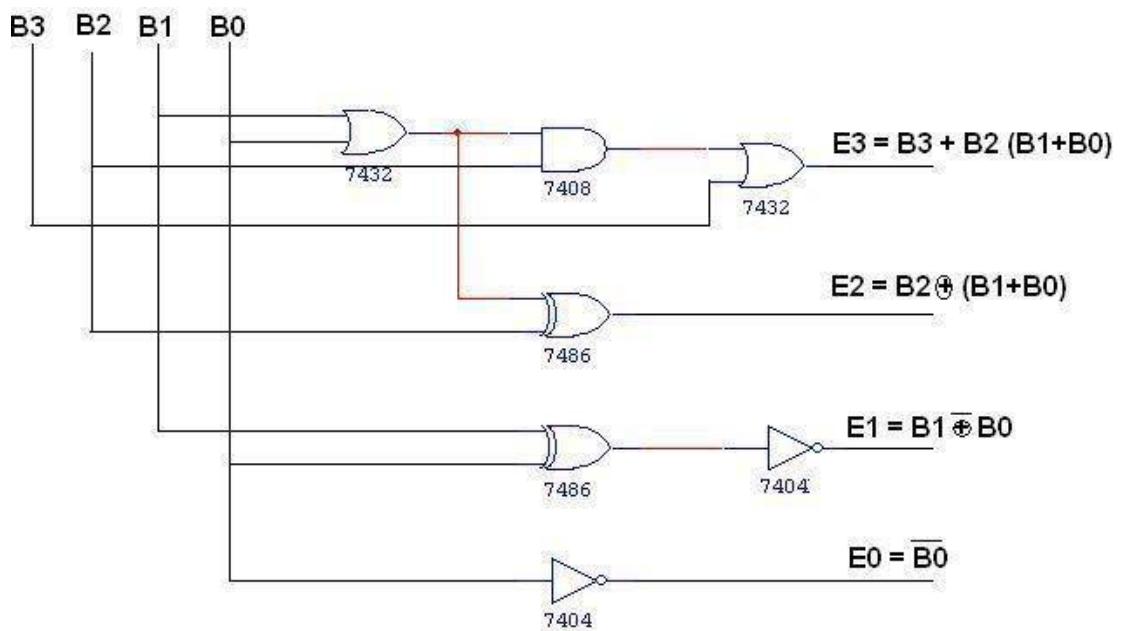 B3 B2 B1 B0
E3 = B3 + B2 (B1+B0)
7432
7408
7432
E2 = B2 ⊕ (B1+B0)
7486
E1 = B1 ⊕̅ B0
7486
7404
E0 = B̅0̅
7404